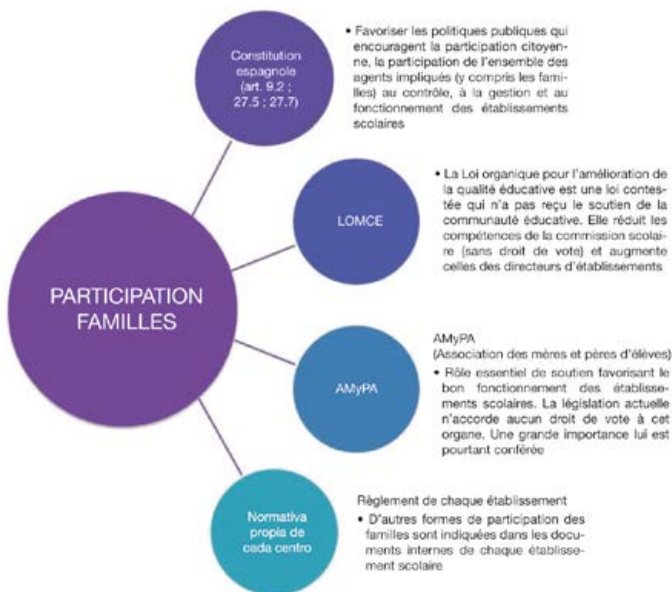 Constitution
espagnole
(art. 9.2 ;
27.5 ; 27.7)
• Favoriser les politiques publiques qui
encouragent la participation citoyen-
ne, la participation de l'ensemble des
agents impliqués (y compris les fami-
lles) au contrôle, à la gestion et au
fonctionnement des établissements
scolaires
LOMCE
• La Loi organique pour l'amélioration de
la qualité éducative est une loi contes-
tée qui n'a pas reçu le soutien de la
communauté éducative. Elle réduit les
compétences de la commission scolai-
re (sans droit de vote) et augmente
celles des directeurs d'établissements
PARTICIPATION
FAMILLES
AMyPA
AMyPA
(Association des mères et pères d'élèves)
• Rôle essentiel de soutien favorisant le
bon fonctionnement des établisse-
ments scolaires. La législation actuelle
n'accorde aucun droit de vote à cet
organe. Une grande importance lui est
pourtant conférée
Normativa
propia de
cada centro
Règlement de chaque établissement
• D'autres formes de participation des
familles sont indiquées dans les docu-
ments internes de chaque établisse-
ment scolaire